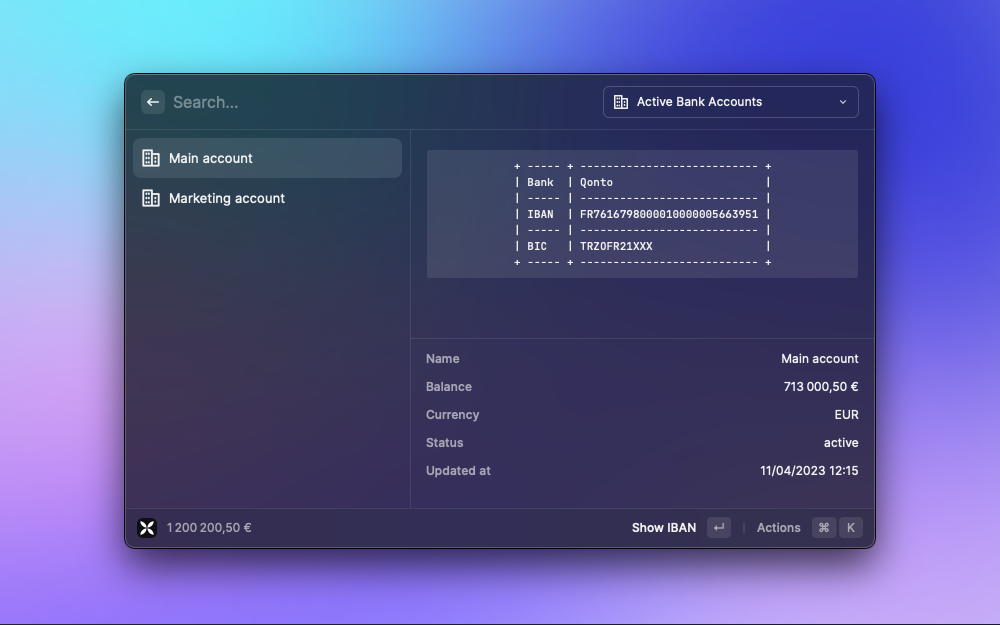 Search...
Active Bank Accounts
Main account
Marketing account
+ ----- + --------------------------- +
| Bank | Qonto |
| ----- | --------------------------- |
| IBAN | FR7616798000010000005663951 |
| ----- | --------------------------- |
| BIC | TRZOFR21XXX |
+ ----- + --------------------------- +
Name Main account
Balance 713 000,50 €
Currency EUR
Status active
Updated at 11/04/2023 12:15
1 200 200,50 € Show IBAN ↵ | Actions ⌘ K